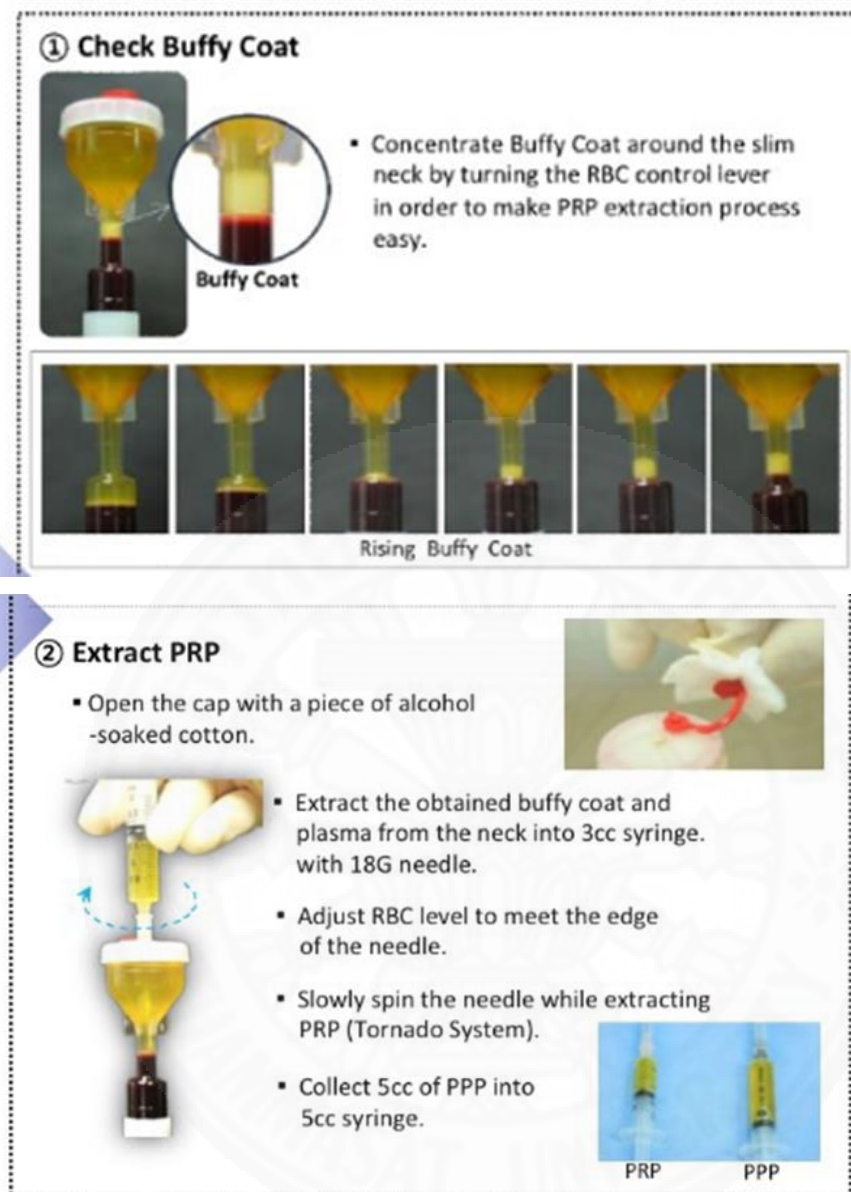 ① Check Buffy Coat
▪ Concentrate Buffy Coat around the slim
neck by turning the RBC control lever
in order to make PRP extraction process
easy.
Buffy Coat
Rising Buffy Coat
② Extract PRP
▪ Open the cap with a piece of alcohol
-soaked cotton.
▪ Extract the obtained buffy coat and
plasma from the neck into 3cc syringe.
with 18G needle.
▪ Adjust RBC level to meet the edge
of the needle.
▪ Slowly spin the needle while extracting
PRP (Tornado System).
▪ Collect 5cc of PPP into
5cc syringe.
PRP
PPP